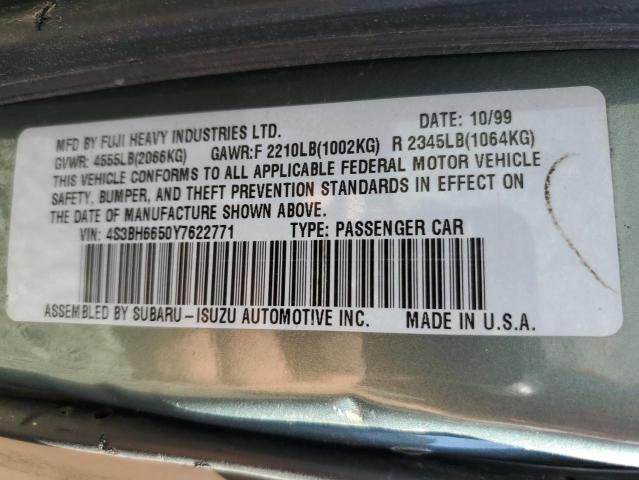 MFD BY FUJI HEAVY INDUSTRIES LTD. DATE: 10/99
GVWR: 4555LB(2066KG) GAWR:F 2210LB(1002KG) R 2345LB(1064KG)
THIS VEHICLE CONFORMS TO ALL APPLICABLE FEDERAL MOTOR VEHICLE
SAFETY, BUMPER, AND THEFT PREVENTION STANDARDS IN EFFECT ON
THE DATE OF MANUFACTURE SHOWN ABOVE.
VIN: 4S3BH6650Y7622771 TYPE: PASSENGER CAR
ASSEMBLED BY SUBARU-ISUZU AUTOMOTIVE INC. MADE IN U.S.A.